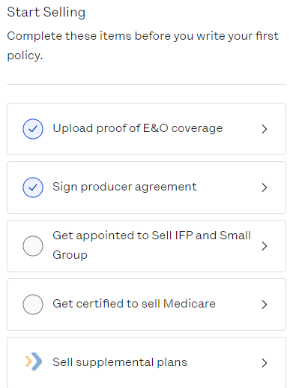 Start Selling
Complete these items before you write your first
policy.
Upload proof of E&O coverage
Sign producer agreement
Get appointed to Sell IFP and Small
Group
Get certified to sell Medicare
Sell supplemental plans